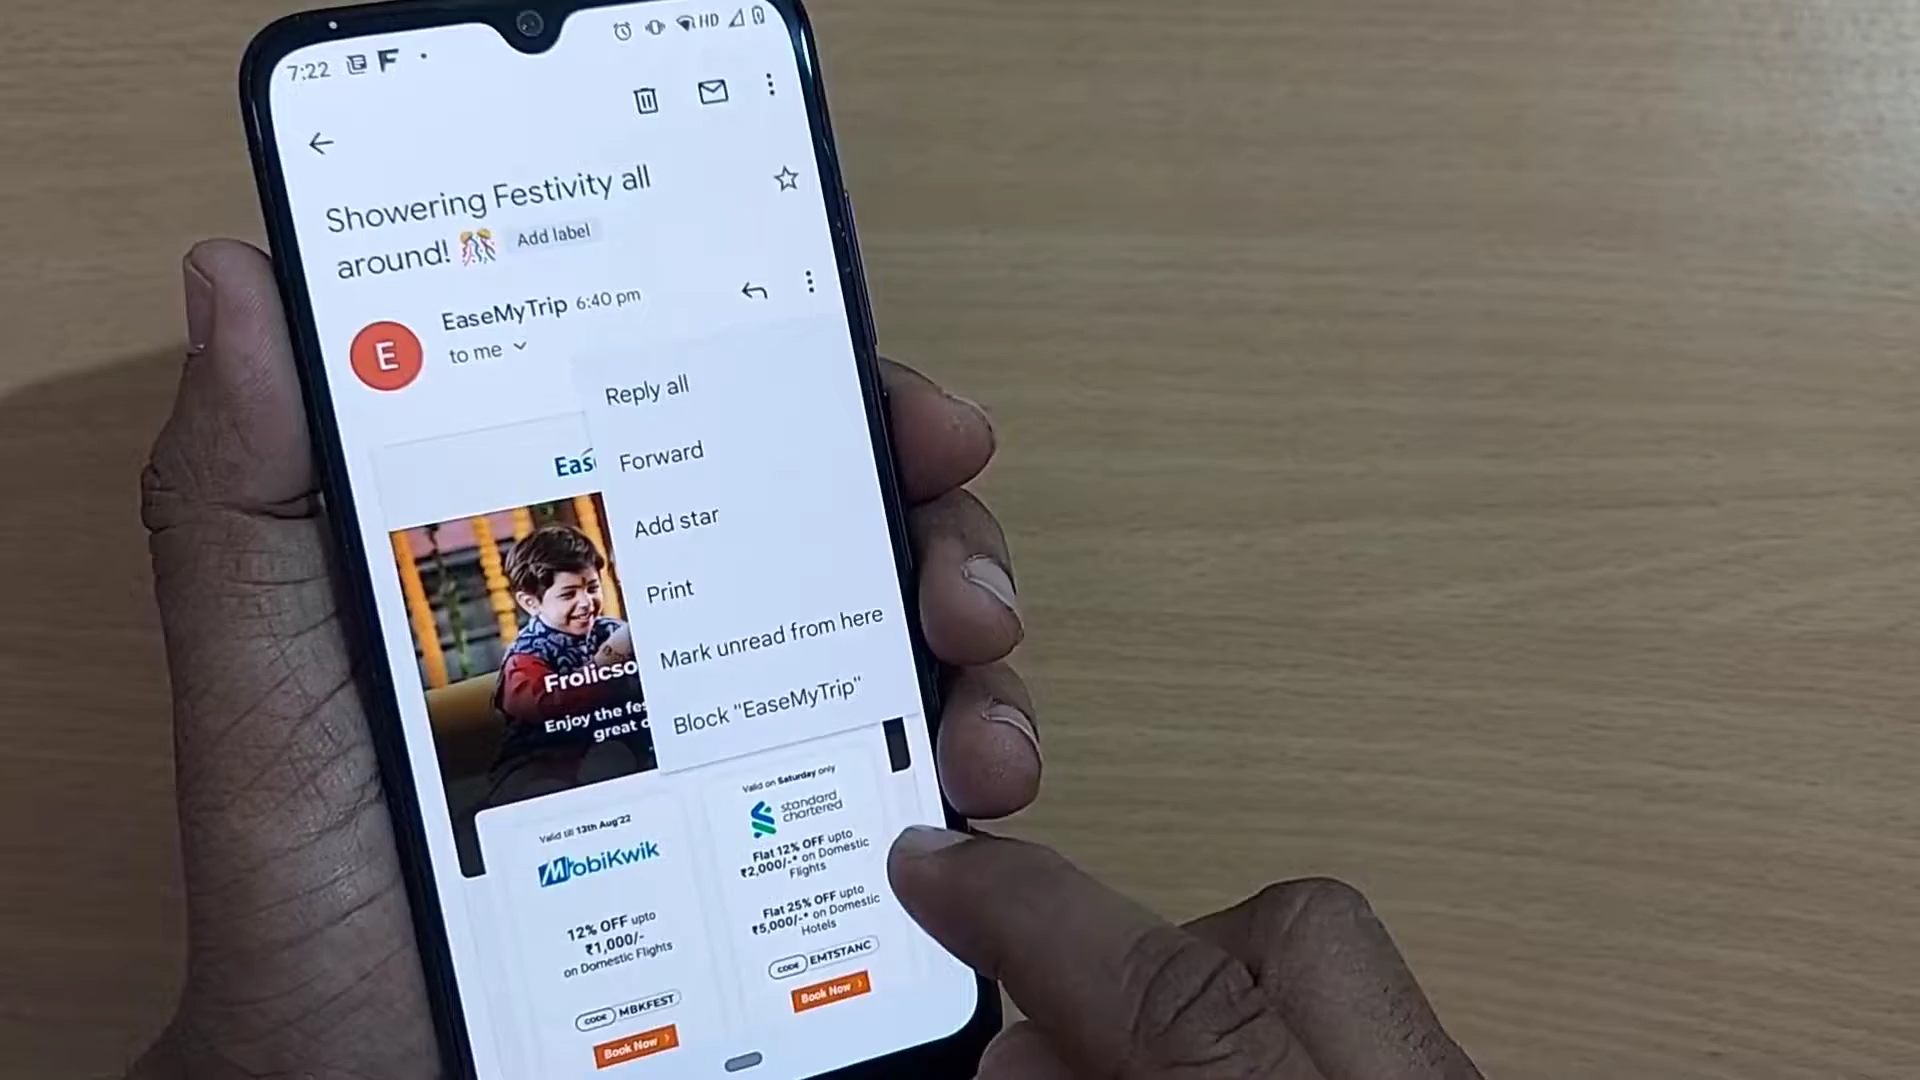 7:22
HD
Showering Festivity all
around! Add label
EaseMyTrip 6:40 pm
to me
E
Reply all
Forward
Add star
Print
Mark unread from here
Block "EaseMyTrip"
Frolicso
Enjoy the fes
great
Valid till 13th Aug'22
MobiKwik
12% OFF upto
₹1,000/-
on Domestic Flights
CODE MBKFEST
Book Now
Valid on Saturday only
standard
chartered
Flat 12% OFF upto
₹2,000/-* on Domestic
Flights
Flat 25% OFF upto
₹5,000/-* on Domestic
Hotels
CODE EMTSTANC
Book Now